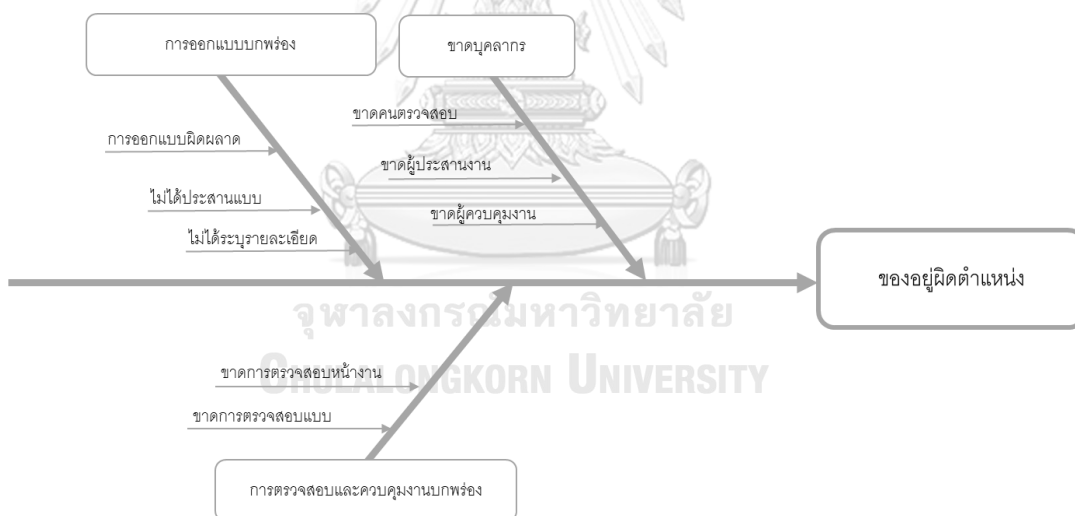 การออกแบบบกพร่อง
ขาดบุคลากร
ขาดคนตรวจสอบ
การออกแบบผิดผลาด
ขาดผู้ประสานงาน
ไม่ได้ประสานแบบ
ขาดผู้ควบคุมงาน
ไม่ได้ระบุรายละเอียด
ของอยู่ผิดตำแหน่ง
จุฬาลงกรณ์มหาวิทยาลัย
CHULALONGKORN UNIVERSITY
ขาดการตรวจสอบหน้างาน
ขาดการตรวจสอบแบบ
การตรวจสอบและควบคุมงานบกพร่อง